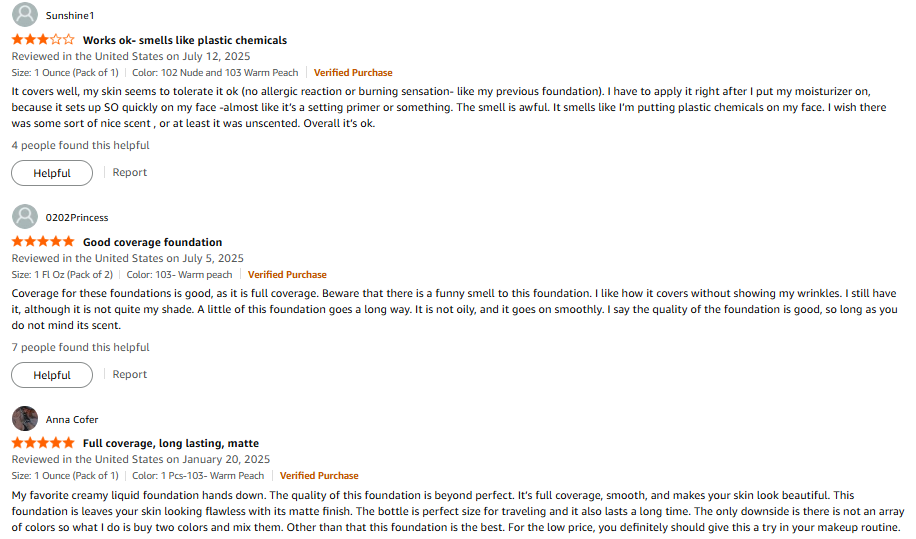 Sunshine1
Works ok- smells like plastic chemicals
Reviewed in the United States on July 12, 2025
Size: 1 Ounce (Pack of 1) | Color: 102 Nude and 103 Warm Peach | Verified Purchase
It covers well, my skin seems to tolerate it ok (no allergic reaction or burning sensation- like my previous foundation). I have to apply it right after I put my moisturizer on,
because it sets up SO quickly on my face -almost like it's a setting primer or something. The smell is awful. It smells like I'm putting plastic chemicals on my face. I wish there
was some sort of nice scent , or at least it was unscented. Overall it's ok.
4 people found this helpful
Helpful | Report
0202Princess
Good coverage foundation
Reviewed in the United States on July 5, 2025
Size: 1 Fl Oz (Pack of 2) | Color: 103- Warm peach | Verified Purchase
Coverage for these foundations is good, as it is full coverage. Beware that there is a funny smell to this foundation. I like how it covers without showing my wrinkles. I still have
it, although it is not quite my shade. A little of this foundation goes a long way. It is not oily, and it goes on smoothly. I say the quality of the foundation is good, so long as you
do not mind its scent.
7 people found this helpful
Helpful | Report
Anna Cofer
Full coverage, long lasting, matte
Reviewed in the United States on January 20, 2025
Size: 1 Ounce (Pack of 1) | Color: 1 Pcs-103- Warm Peach | Verified Purchase
My favorite creamy liquid foundation hands down. The quality of this foundation is beyond perfect. It's full coverage, smooth, and makes your skin look beautiful. This
foundation is leaves your skin looking flawless with its matte finish. The bottle is perfect size for traveling and it also lasts a long time. The only downside is there is not an array
of colors so what I do is buy two colors and mix them. Other than that this foundation is the best. For the low price, you definitely should give this a try in your makeup routine.